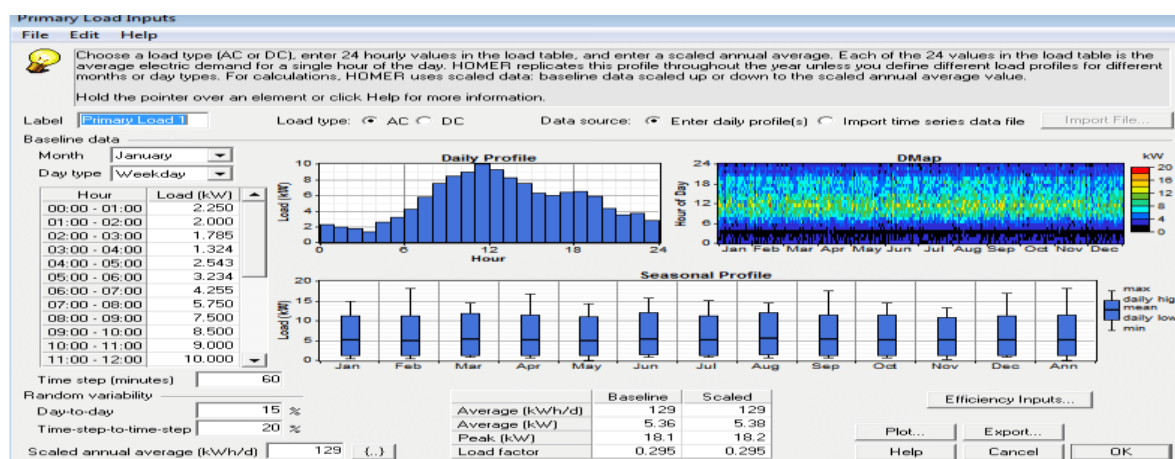 Primary Load Inputs
File Edit Help
Choose a load type (AC or DC), enter 24 hourly values in the load table, and enter a scaled annual average. Each of the 24 values in the load table is the
average electric demand for a single hour of the day. HOMER replicates this profile throughout the year unless you define different load profiles for different
months or day types. For calculations, HOMER uses scaled data: baseline data scaled up or down to the scaled annual average value.
Hold the pointer over an element or click Help for more information.
Label Primary Load 1 Load type: AC DC Data source: Enter daily profile(s) Import time series data file Import File...
Baseline data
Month January
Day type Weekday
Hour Load (kW)
00:00 - 01:00 2.250
01:00 - 02:00 2.000
02:00 - 03:00 1.785
03:00 - 04:00 1.324
04:00 - 05:00 2.543
05:00 - 06:00 3.234
06:00 - 07:00 4.255
07:00 - 08:00 5.750
08:00 - 09:00 7.500
09:00 - 10:00 8.500
10:00 - 11:00 9.000
11:00 - 12:00 10.000
Time step (minutes) 60
Daily Profile
Load (kW)
10
8
6
4
2
0
0 6 12 18 24
Hour
DMap
Hour of Day
24
18
12
6
0
Jan Feb Mar Apr May Jun Jul Aug Sep Oct Nov Dec
kW
20
16
12
8
4
0
Seasonal Profile
Load (kW)
20
15
10
5
0
Jan Feb Mar Apr May Jun Jul Aug Sep Oct Nov Dec Ann
max
daily high
mean
daily low
min
Random variability
Day-to-day 15 %
Time-step-to-time-step 20 %
Scaled annual average (kWh/d) 129 {..}
Baseline Scaled
Average (kWh/d) 129 129
Average (kW) 5.36 5.38
Peak (kW) 18.1 18.2
Load factor 0.295 0.295
Efficiency Inputs...
Plot... Export...
Help Cancel OK